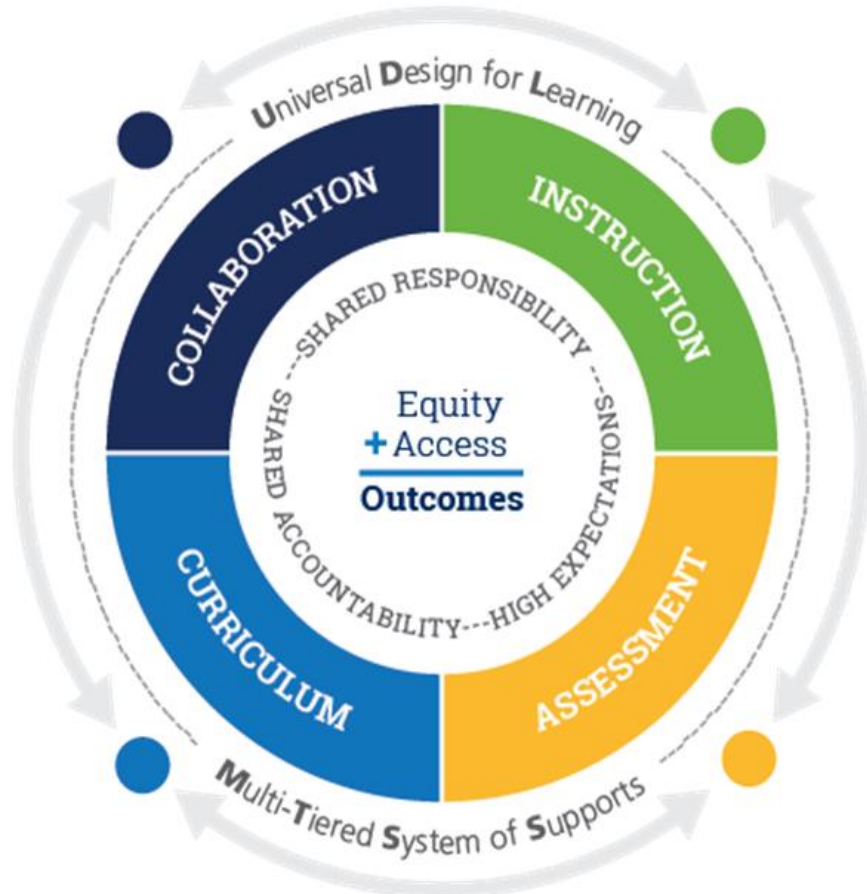 Universal Design for Learning
COLLABORATION
INSTRUCTION
SHARED ACCOUNTABILITY---SHARED RESPONSIBILITY ---HIGH EXPECTATIONS---
Equity
+Access
Outcomes
CURRICULUM
ASSESSMENT
Multi-Tiered System of Supports